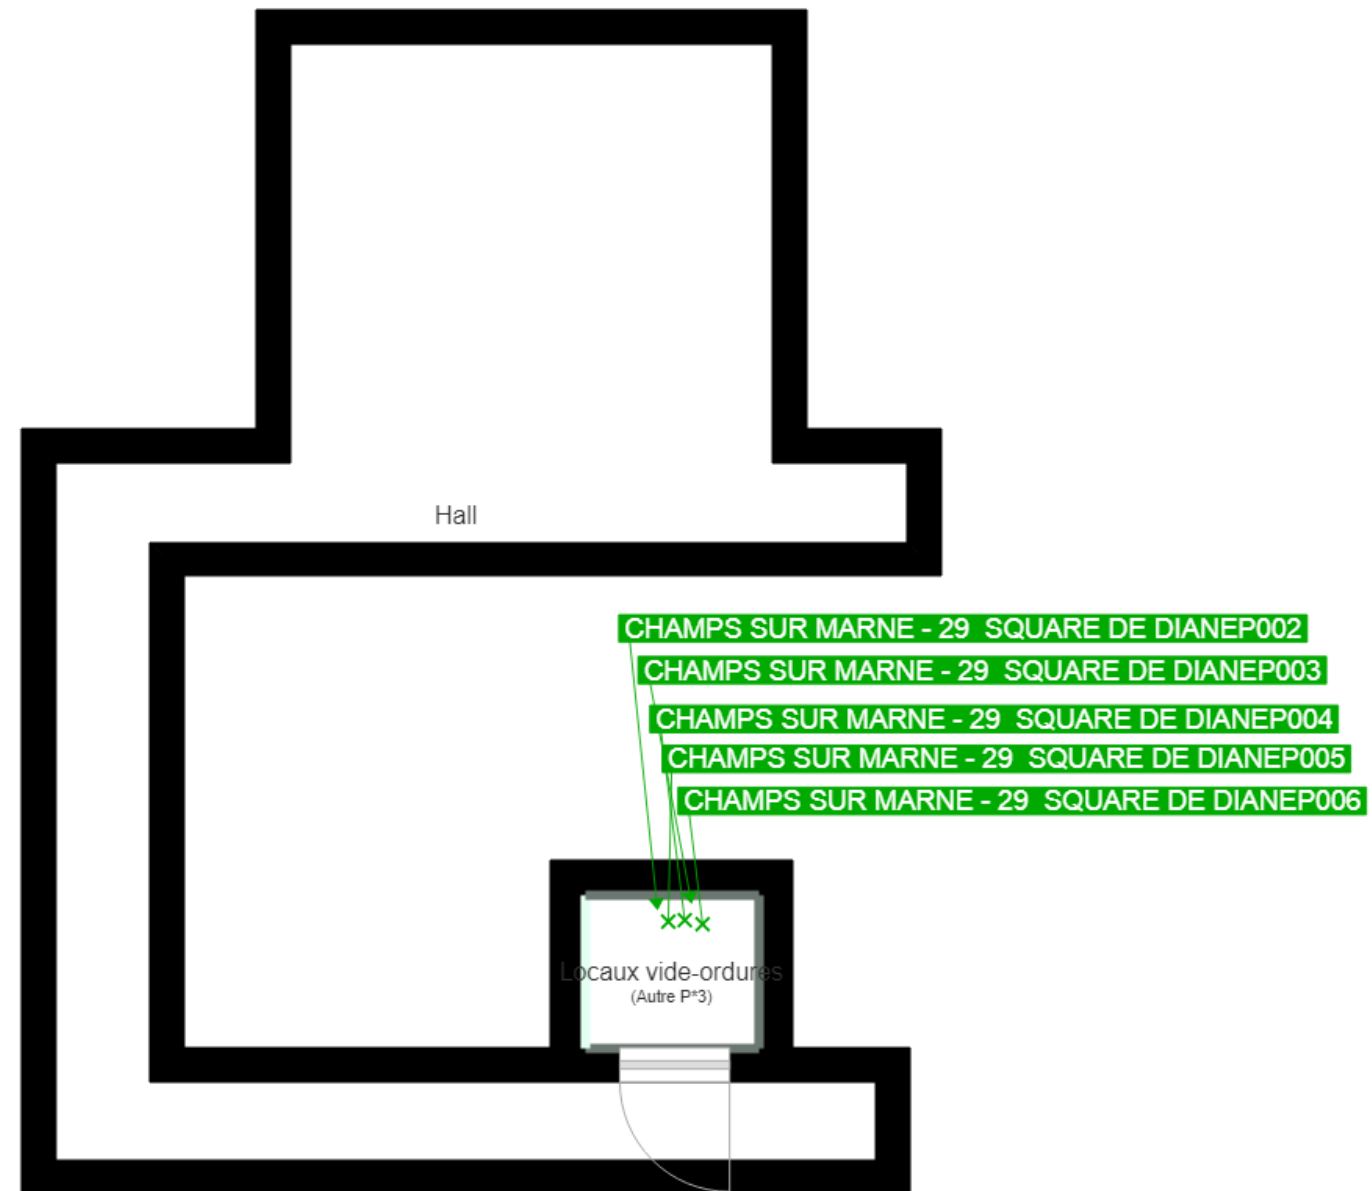 Hall
CHAMPS SUR MARNE - 29  SQUARE DE DIANEP002
CHAMPS SUR MARNE - 29  SQUARE DE DIANEP003
CHAMPS SUR MARNE - 29  SQUARE DE DIANEP004
CHAMPS SUR MARNE - 29  SQUARE DE DIANEP005
CHAMPS SUR MARNE - 29  SQUARE DE DIANEP006
Locaux vide-ordures
(Autre P*3)